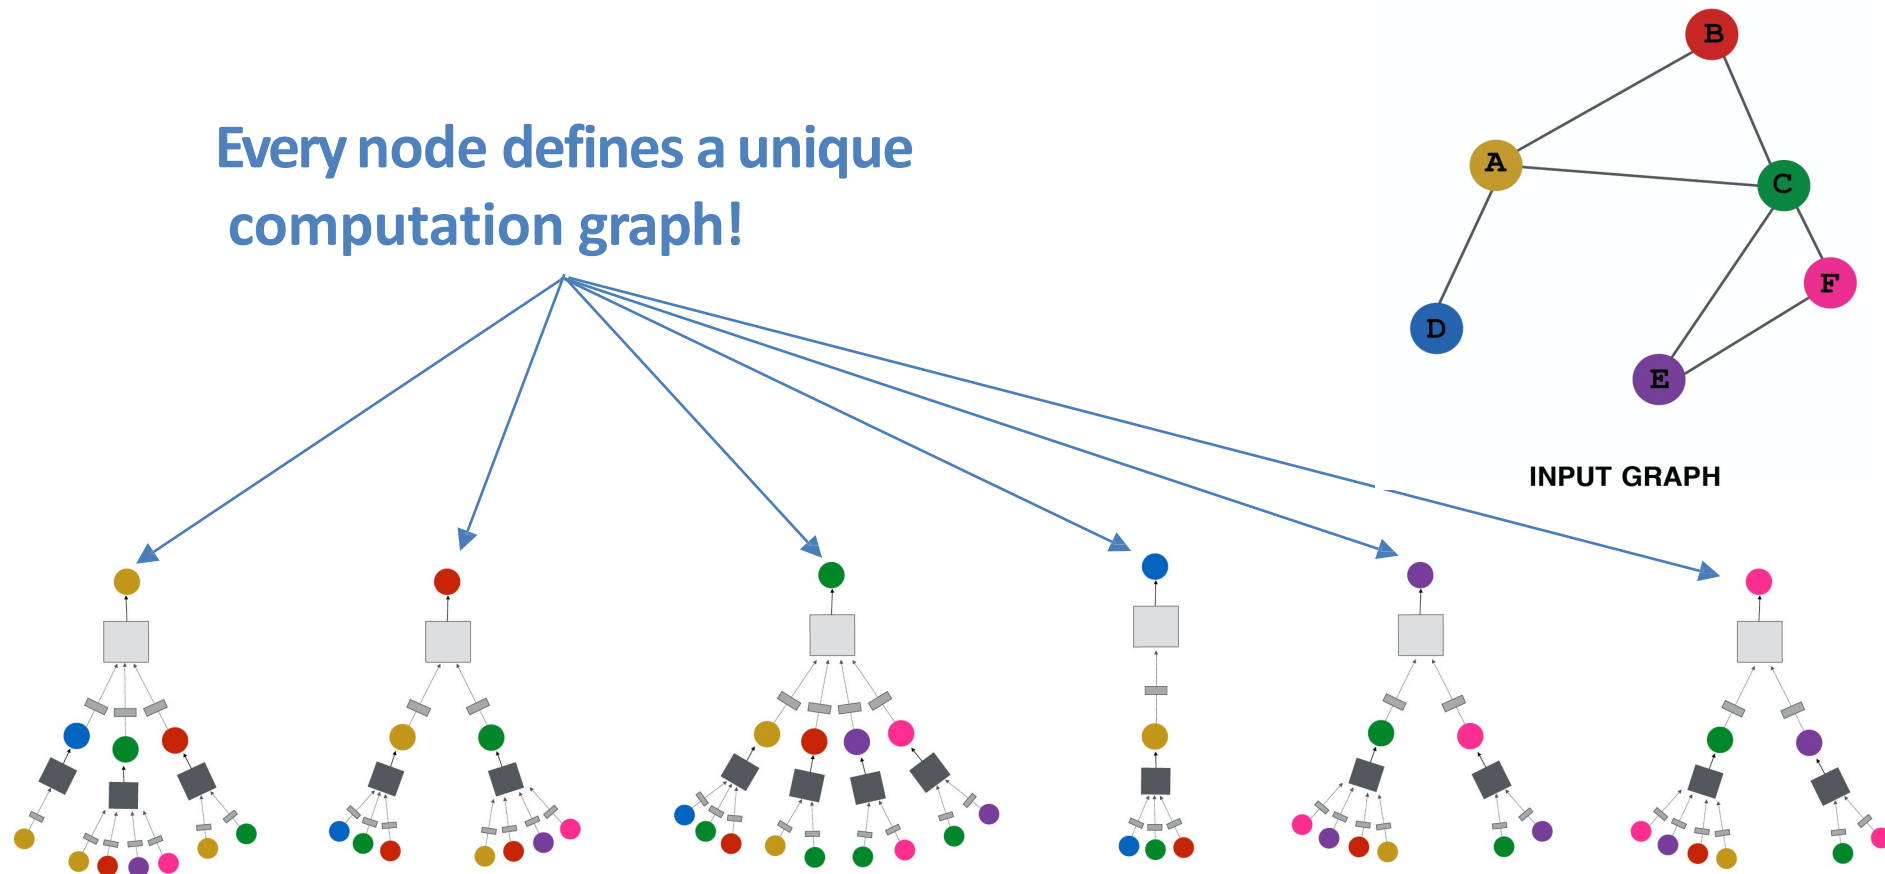 Every node defines a unique
computation graph!
B
A
C
F
D
E
INPUT GRAPH